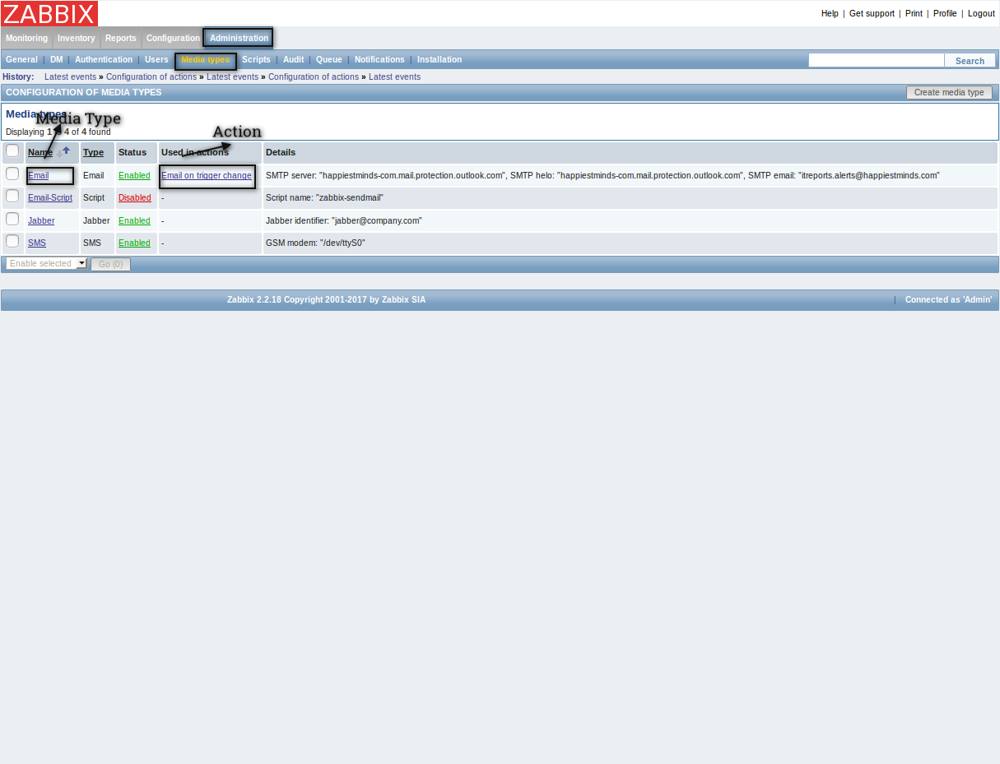 ZABBIX
Help | Get support | Print | Profile | Logout
Monitoring Inventory Reports Configuration Administration
General | DM | Authentication | Users | Media types | Scripts | Audit | Queue | Notifications | Installation Search
History: Latest events » Configuration of actions » Latest events » Configuration of actions » Latest events
CONFIGURATION OF MEDIA TYPES Create media type
Media types
Media Type
Displaying 1 to 4 of 4 found
Action
Name Type Status Used in actions Details
Email Email Enabled Email on trigger change SMTP server: "happiestminds-com.mail.protection.outlook.com", SMTP helo: "happiestminds-com.mail.protection.outlook.com", SMTP email: "itreports.alerts@happiestminds.com"
Email-Script Script Disabled - Script name: "zabbix-sendmail"
Jabber Jabber Enabled - Jabber identifier: "jabber@company.com"
SMS SMS Enabled - GSM modem: "/dev/ttyS0"
Enable selected Go (0)
Zabbix 2.2.18 Copyright 2001-2017 by Zabbix SIA | Connected as 'Admin'